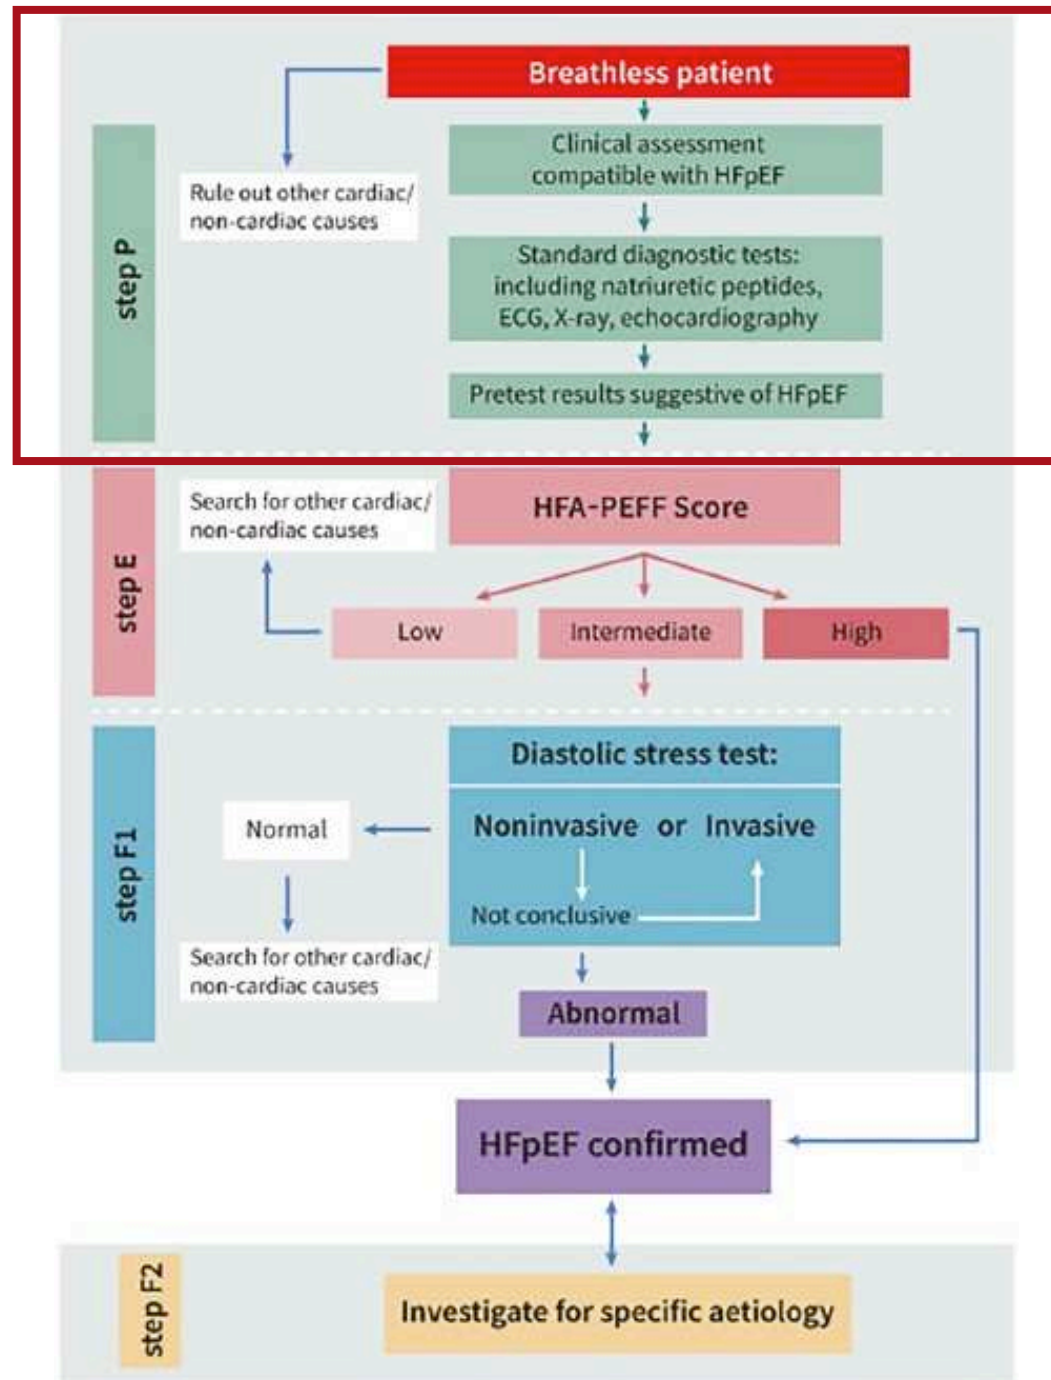 Breathless patient
Clinical assessment
compatible with HFpEF
Rule out other cardiac/
non-cardiac causes
step P
Standard diagnostic tests:
including natriuretic peptides,
ECG, X-ray, echocardiography
Pretest results suggestive of HFpEF
Search for other cardiac/
non-cardiac causes
HFA-PEFF Score
step E
Low
Intermediate
High
Diastolic stress test:
Noninvasive or Invasive
Normal
step F1
Not conclusive
Search for other cardiac/
non-cardiac causes
Abnormal
HFpEF confirmed
step F2
Investigate for specific aetiology